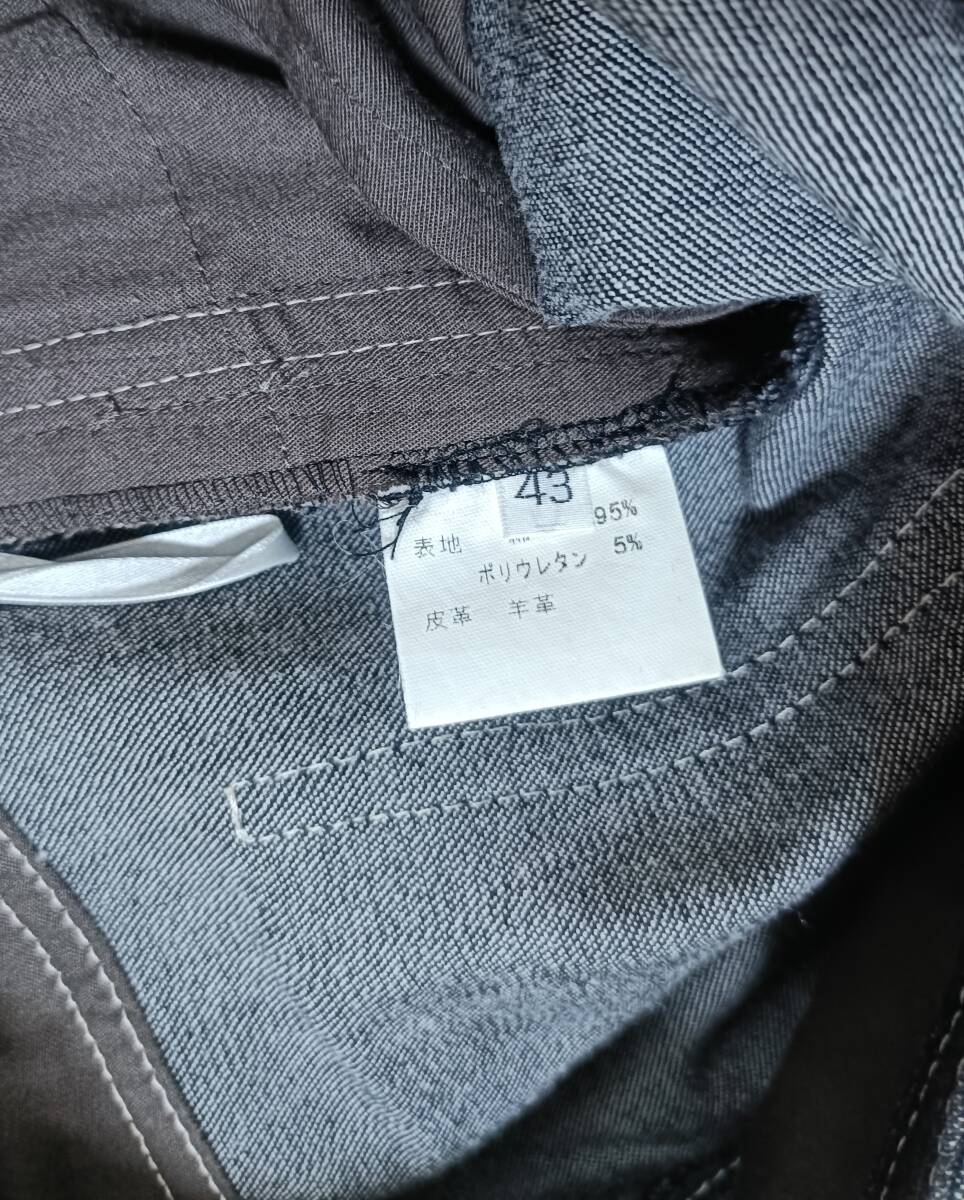 43
表地 95%
ポリウレタン 5%
皮革 羊革